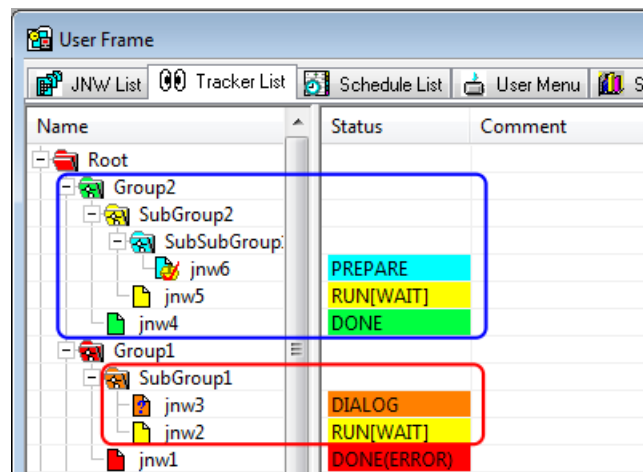 User Frame
JNW List Tracker List Schedule List User Menu S
Name Status Comment
Root
Group2
SubGroup2
SubSubGroup
jnw6 PREPARE
jnw5 RUN[WAIT]
jnw4 DONE
Group1
SubGroup1
jnw3 DIALOG
jnw2 RUN[WAIT]
jnw1 DONE(ERROR)